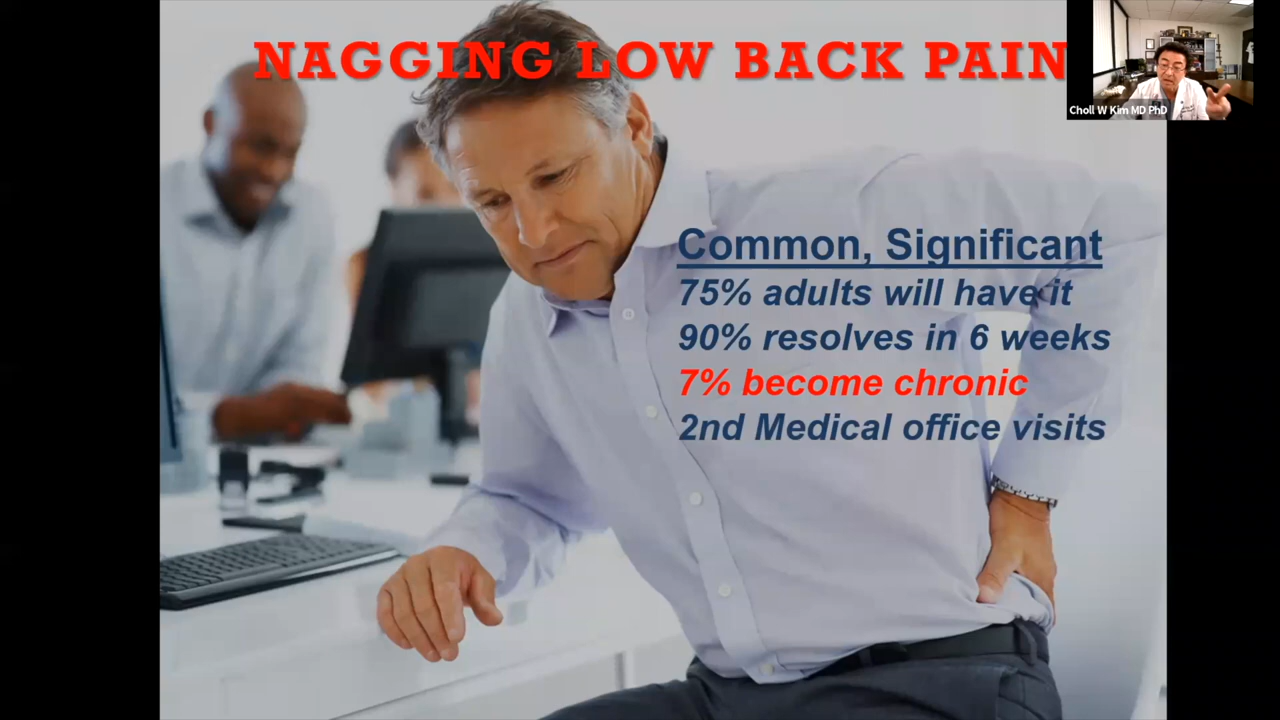 NAGGING LOW BACK PAIN
Choll W Kim MD PhD
Common, Significant
75% adults will have it
90% resolves in 6 weeks
7% become chronic
2nd Medical office visits